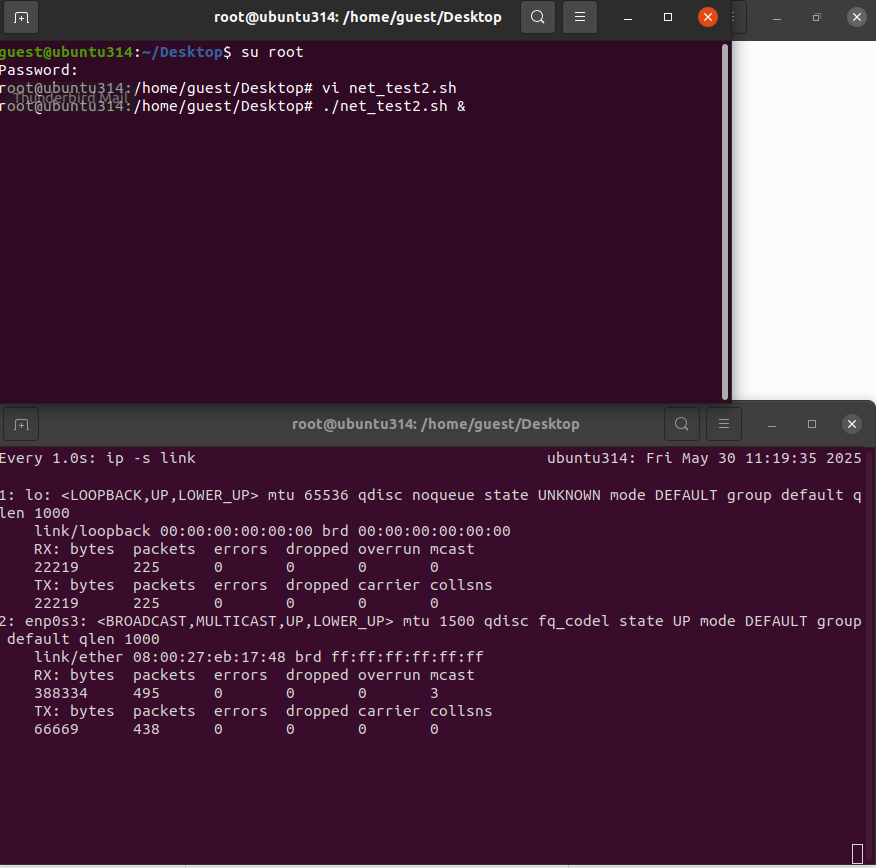 root@ubuntu314: /home/guest/Desktop
guest@ubuntu314:~/Desktop$ su root
Password:
root@ubuntu314:/home/guest/Desktop# vi net_test2.sh
Thunderbird Mail
root@ubuntu314:/home/guest/Desktop# ./net_test2.sh &
root@ubuntu314: /home/guest/Desktop
Every 1.0s: ip -s link ubuntu314: Fri May 30 11:19:35 2025
1: lo: <LOOPBACK,UP,LOWER_UP> mtu 65536 qdisc noqueue state UNKNOWN mode DEFAULT group default q
len 1000
link/loopback 00:00:00:00:00:00 brd 00:00:00:00:00:00
RX: bytes packets errors dropped overrun mcast
22219 225 0 0 0 0
TX: bytes packets errors dropped carrier collsns
22219 225 0 0 0 0
2: enp0s3: <BROADCAST,MULTICAST,UP,LOWER_UP> mtu 1500 qdisc fq_codel state UP mode DEFAULT group
default qlen 1000
link/ether 08:00:27:eb:17:48 brd ff:ff:ff:ff:ff:ff
RX: bytes packets errors dropped overrun mcast
388334 495 0 0 0 3
TX: bytes packets errors dropped carrier collsns
66669 438 0 0 0 0